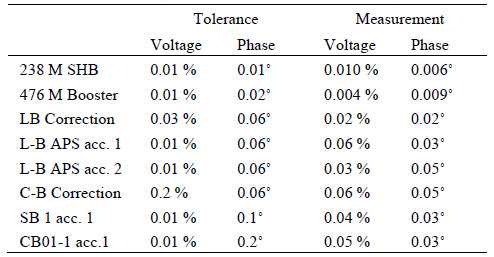 Tolerance Measurement
Voltage Phase Voltage Phase
238 M SHB 0.01 % 0.01˚ 0.010 % 0.006˚
476 M Booster 0.01 % 0.02˚ 0.004 % 0.009˚
LB Correction 0.03 % 0.06˚ 0.02 % 0.02˚
L-B APS acc. 1 0.01 % 0.06˚ 0.06 % 0.03˚
L-B APS acc. 2 0.01 % 0.06˚ 0.03 % 0.05˚
C-B Correction 0.2 % 0.06˚ 0.06 % 0.05˚
SB 1 acc. 1 0.01 % 0.1˚ 0.04 % 0.03˚
CB01-1 acc.1 0.01 % 0.2˚ 0.05 % 0.03˚